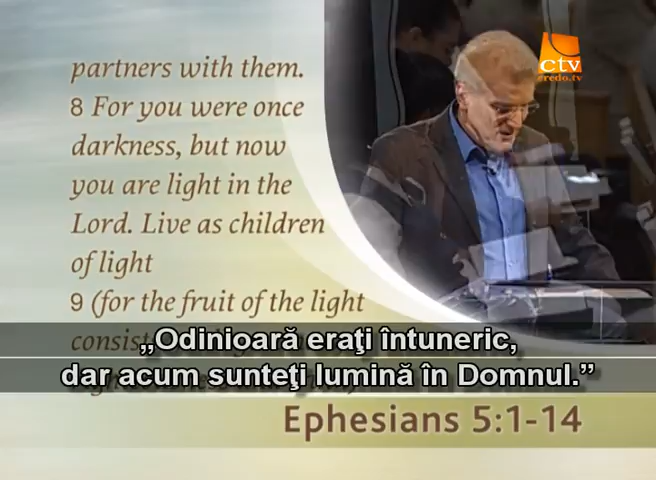 partners with them.
8 For you were once
darkness, but now
you are light in the
Lord. Live as children
of light
9 (for the fruit of the light
„Odinioară eraţi întuneric,
dar acum sunteţi lumină în Domnul.”
Ephesians 5:1-14
ctv
credo.tv